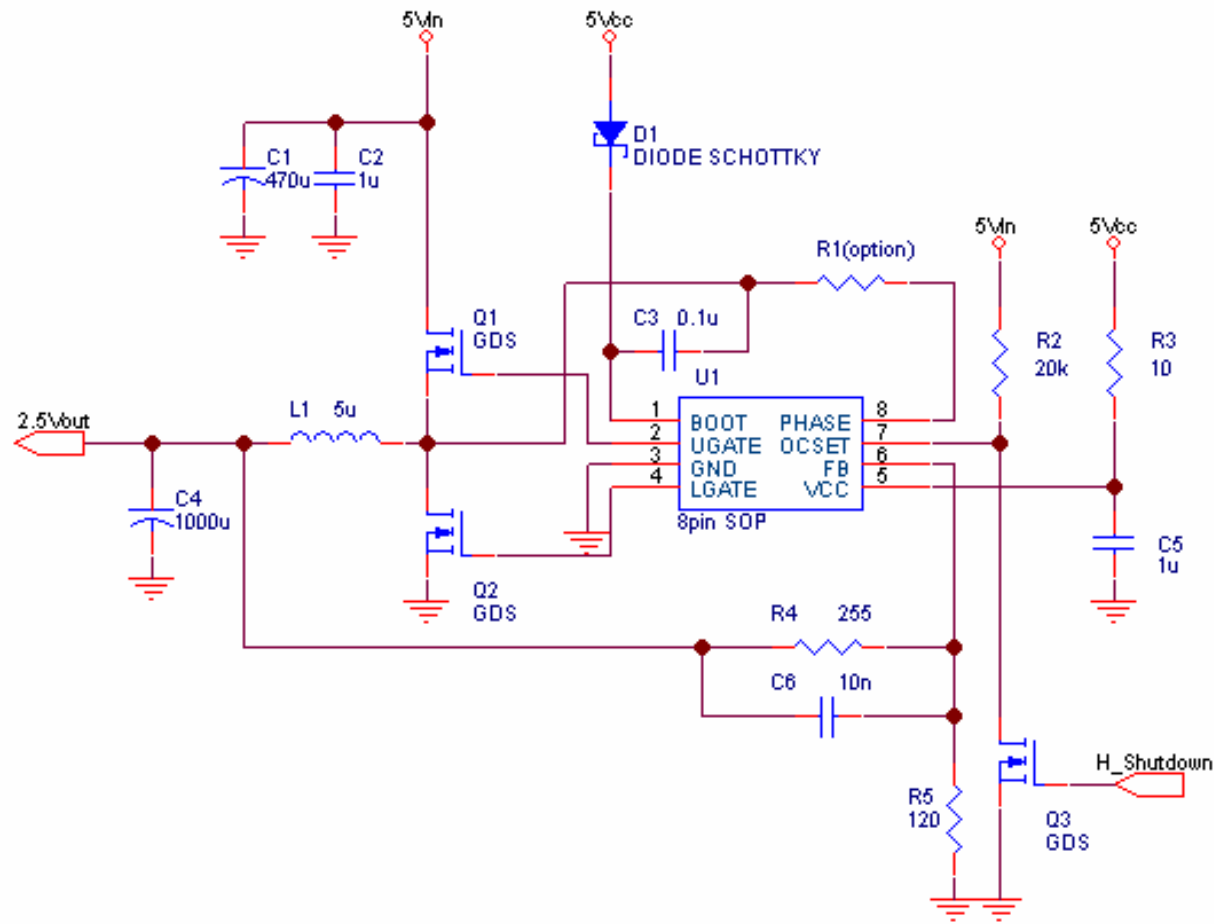 5Vin
5Vcc
D1
DIODE SCHOTTKY
C1
470u
C2
1u
5Vin
5Vcc
R1(option)
C3 0.1u
Q1
GDS
R2
20k
R3
10
U1
L1 5u
2.5Vout
1 BOOT PHASE 8
2 UGATE OCSET 7
3 GND FB 6
4 LGATE VCC 5
8pin SOP
C4
1000u
C5
1u
Q2
GDS
R4 255
C6 10n
H_Shutdown
R5
120
Q3
GDS